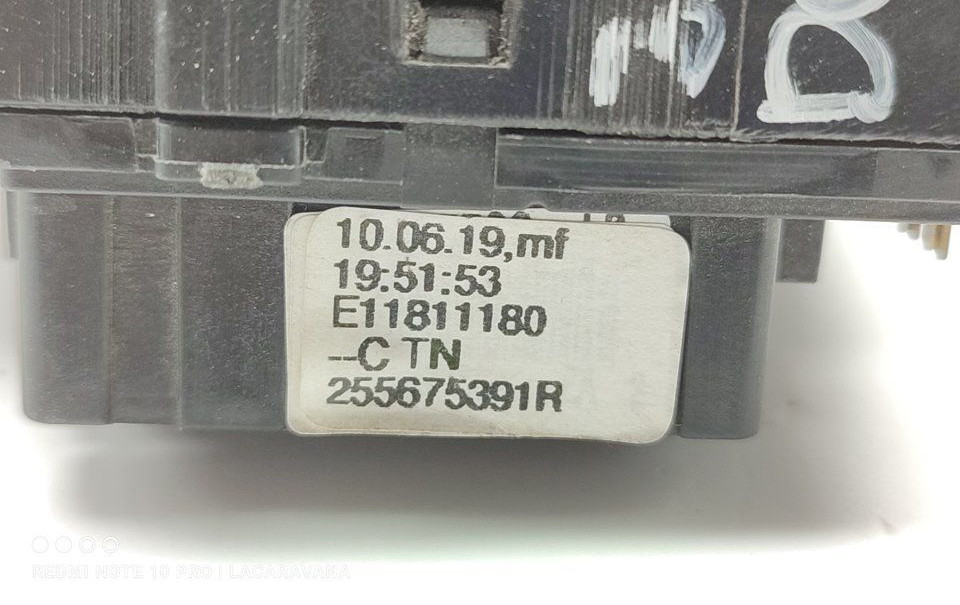 10.06.19,mf
19:51:53
E11811180
--C TN
255675391R
REDMI NOTE 10 PRO | LACARAVANA